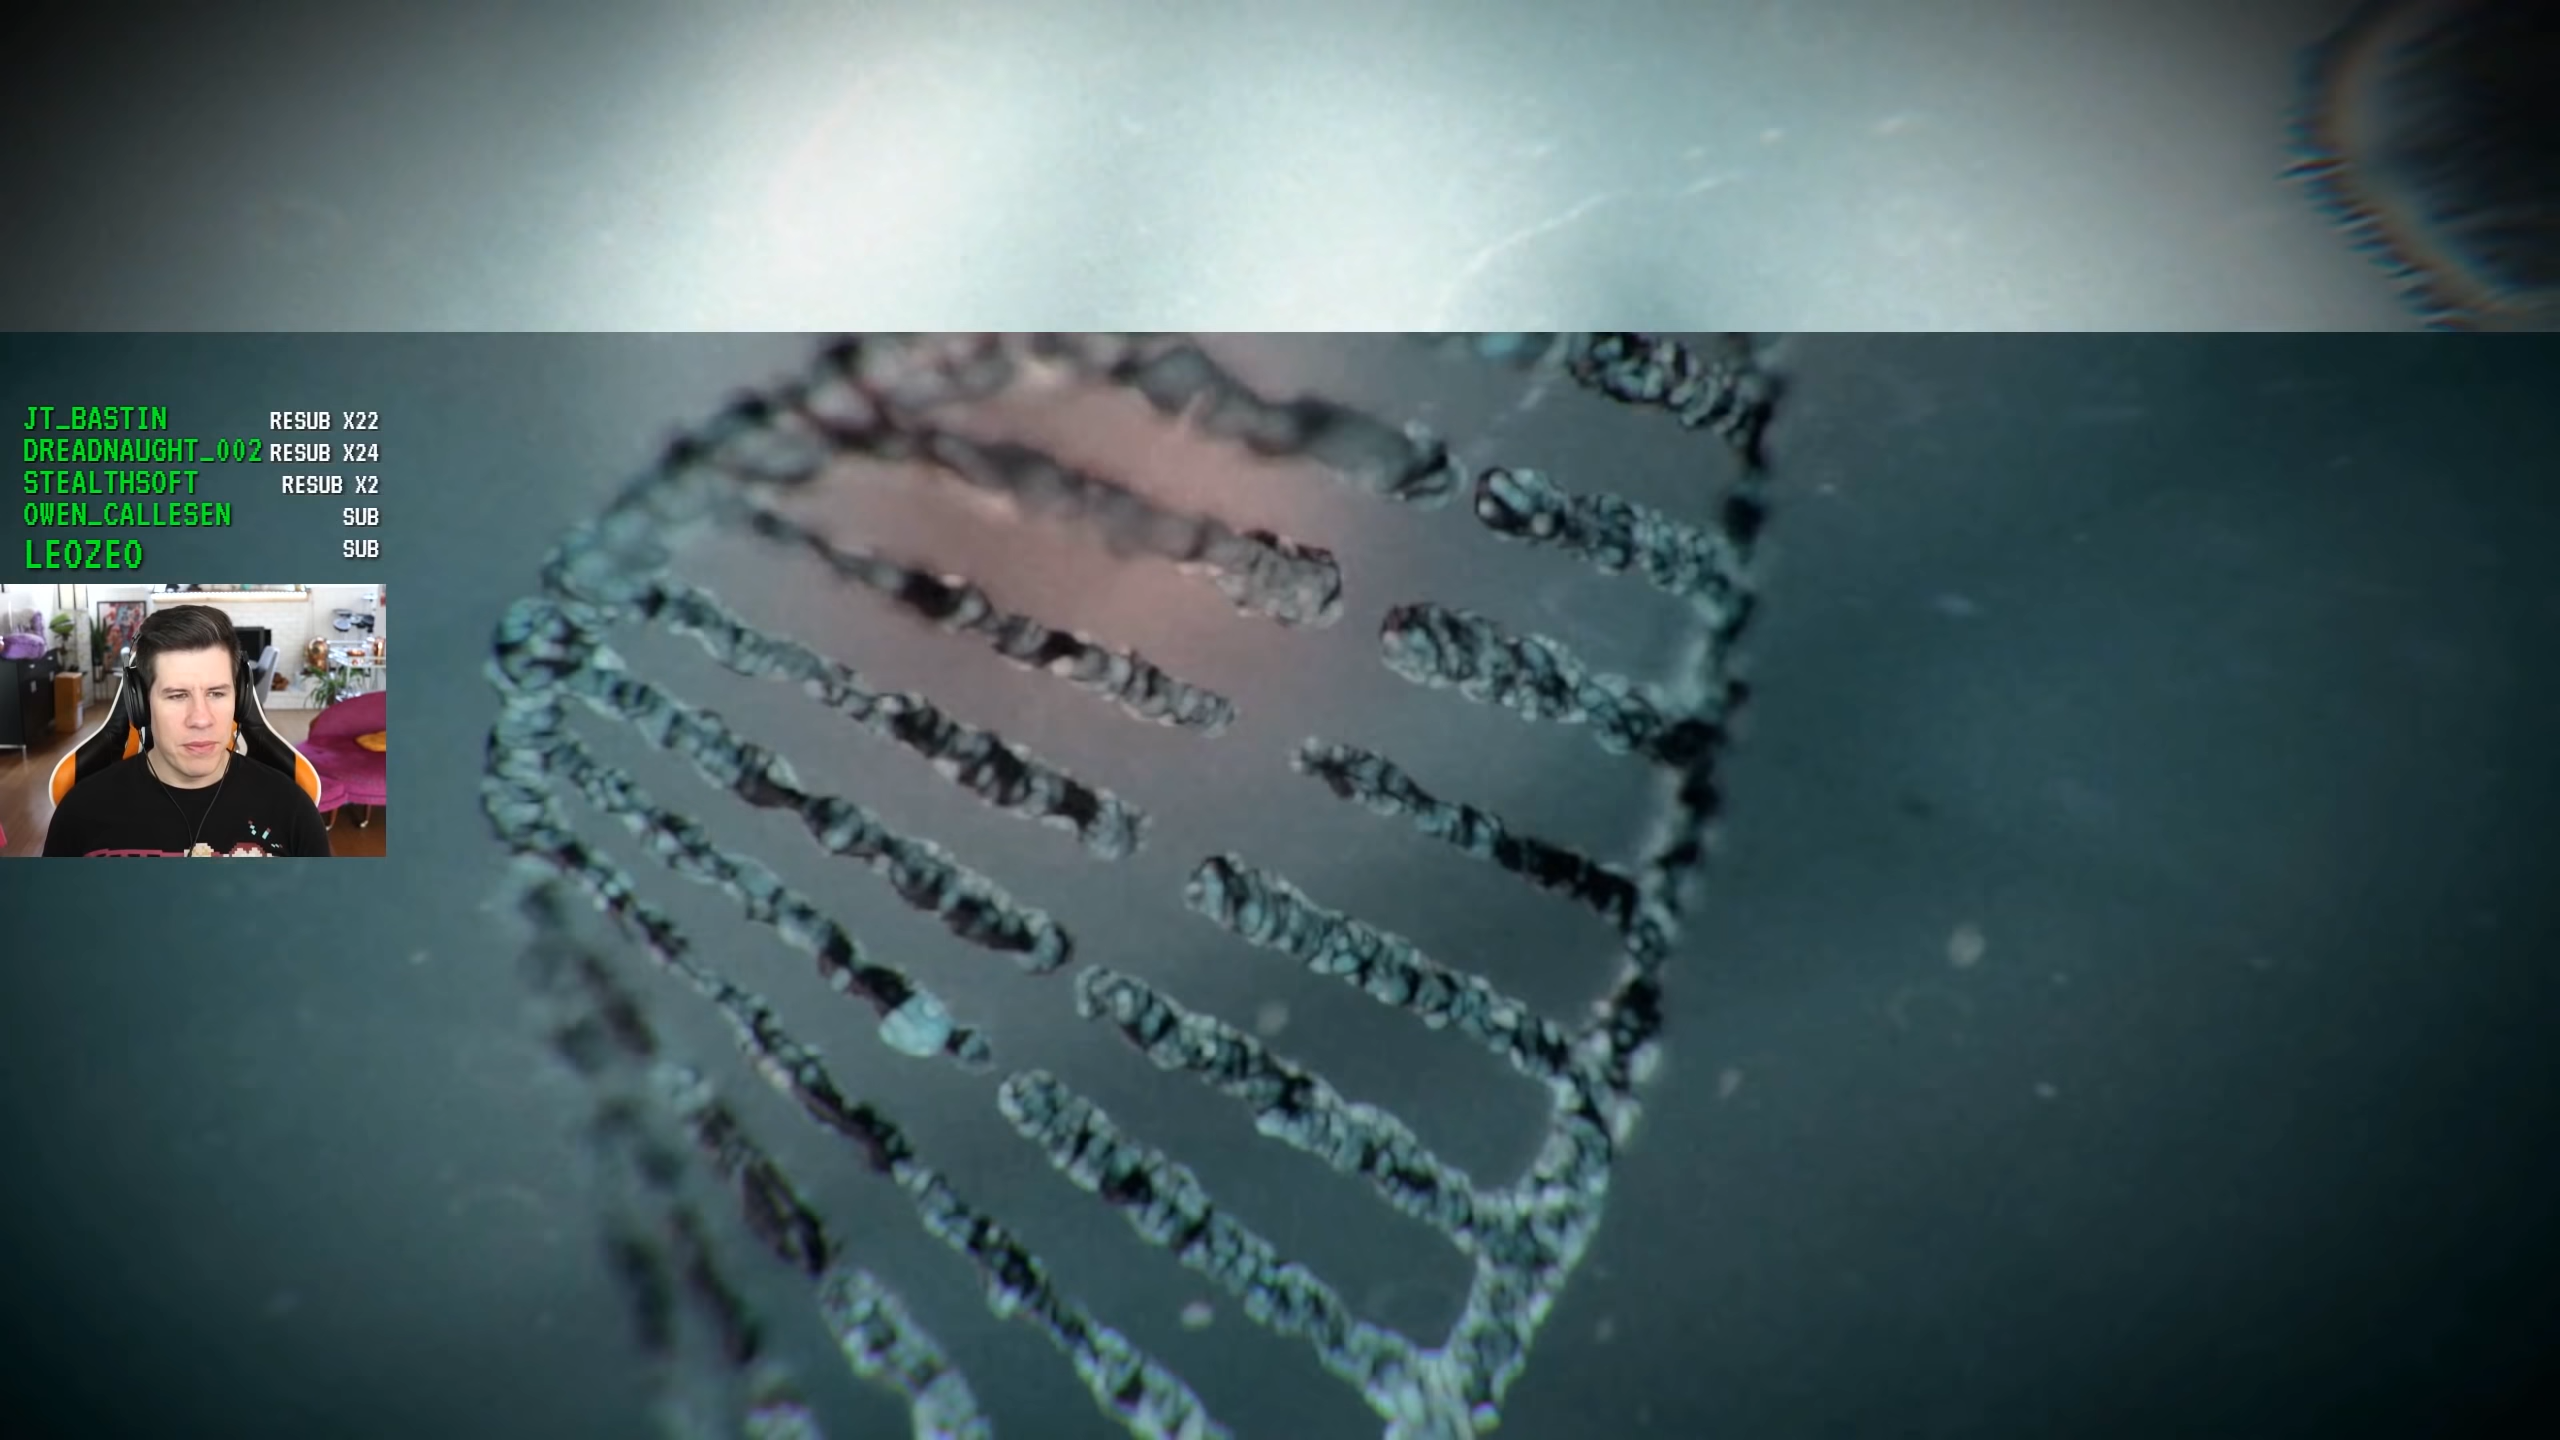 JT_BASTIN RESUB X22
DREADNAUGHT_002 RESUB X24
STEALTHSOFT RESUB X2
OWEN_CALLESEN SUB
LEOZEO SUB